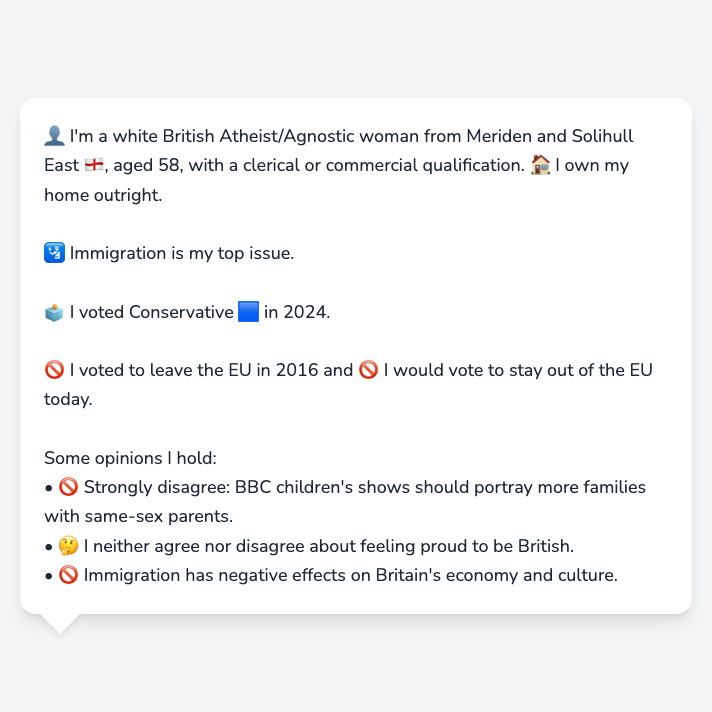 👤 I'm a white British Atheist/Agnostic woman from Meriden and Solihull
East 🏴󠁧󠁢󠁥󠁮󠁧󠁿, aged 58, with a clerical or commercial qualification. 🏠 I own my
home outright.
🛂 Immigration is my top issue.
🗳️ I voted Conservative 🟦 in 2024.
🚫 I voted to leave the EU in 2016 and 🚫 I would vote to stay out of the EU
today.
Some opinions I hold:
• 🚫 Strongly disagree: BBC children's shows should portray more families
with same-sex parents.
• 🤔 I neither agree nor disagree about feeling proud to be British.
• 🚫 Immigration has negative effects on Britain's economy and culture.